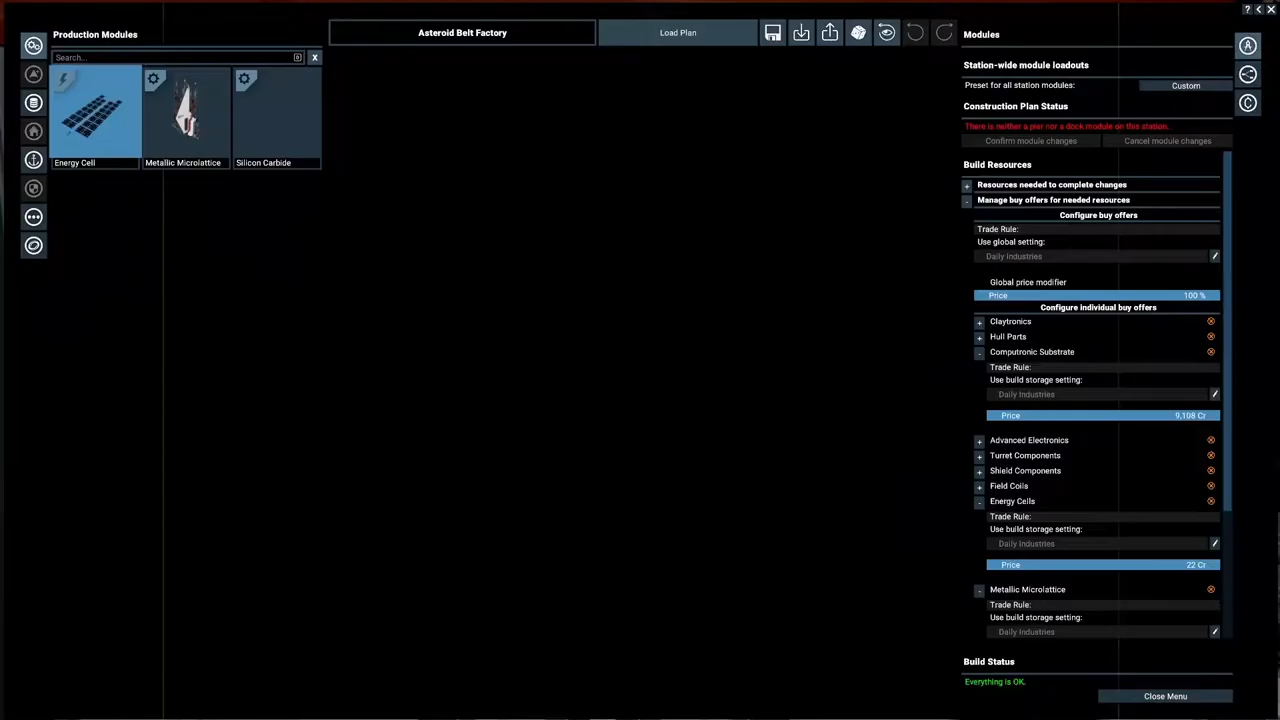 Production Modules
Search...
X
Energy Cell
Metallic Microlattice
Silicon Carbide
Asteroid Belt Factory
Load Plan
?
Modules
Station-wide module loadouts
Preset for all station modules:
Custom
Construction Plan Status
There is neither a pier nor a dock module on this station.
Confirm module changes
Cancel module changes
Build Resources
+ Resources needed to complete changes
- Manage buy offers for needed resources
Configure buy offers
Trade Rule:
Use global setting:
Daily Industries
Global price modifier
Price 100 %
Configure individual buy offers
+ Claytronics
+ Hull Parts
- Computronic Substrate
Trade Rule:
Use build storage setting:
Daily Industries
Price 9,108 Cr
+ Advanced Electronics
+ Turret Components
+ Shield Components
+ Field Coils
- Energy Cells
Trade Rule:
Use build storage setting:
Daily Industries
Price 22 Cr
- Metallic Microlattice
Trade Rule:
Use build storage setting:
Daily Industries
Build Status
Everything is OK.
Close Menu